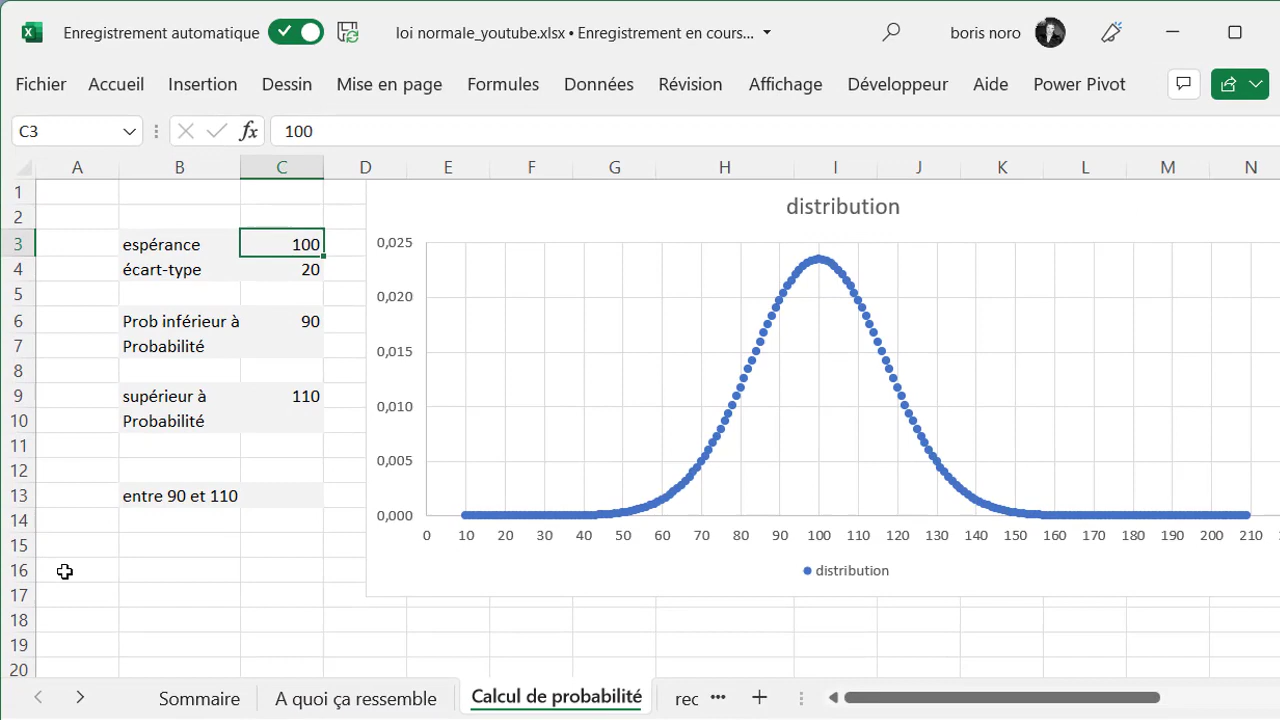 Enregistrement automatique
loi normale_youtube.xlsx • Enregistrement en cours...
boris noro
Fichier Accueil Insertion Dessin Mise en page Formules Données Révision Affichage Développeur Aide Power Pivot
C3 fx 100
A B C D E F G H I J K L M N
1
2
3 espérance 100
4 écart-type 20
5
6 Prob inférieur à 90
7 Probabilité
8
9 supérieur à 110
10 Probabilité
11
12
13 entre 90 et 110
14
15
16
17
18
19
20
distribution
0,025
0,020
0,015
0,010
0,005
0,000
0 10 20 30 40 50 60 70 80 90 100 110 120 130 140 150 160 170 180 190 200 210
distribution
Sommaire A quoi ça ressemble Calcul de probabilité rec ...